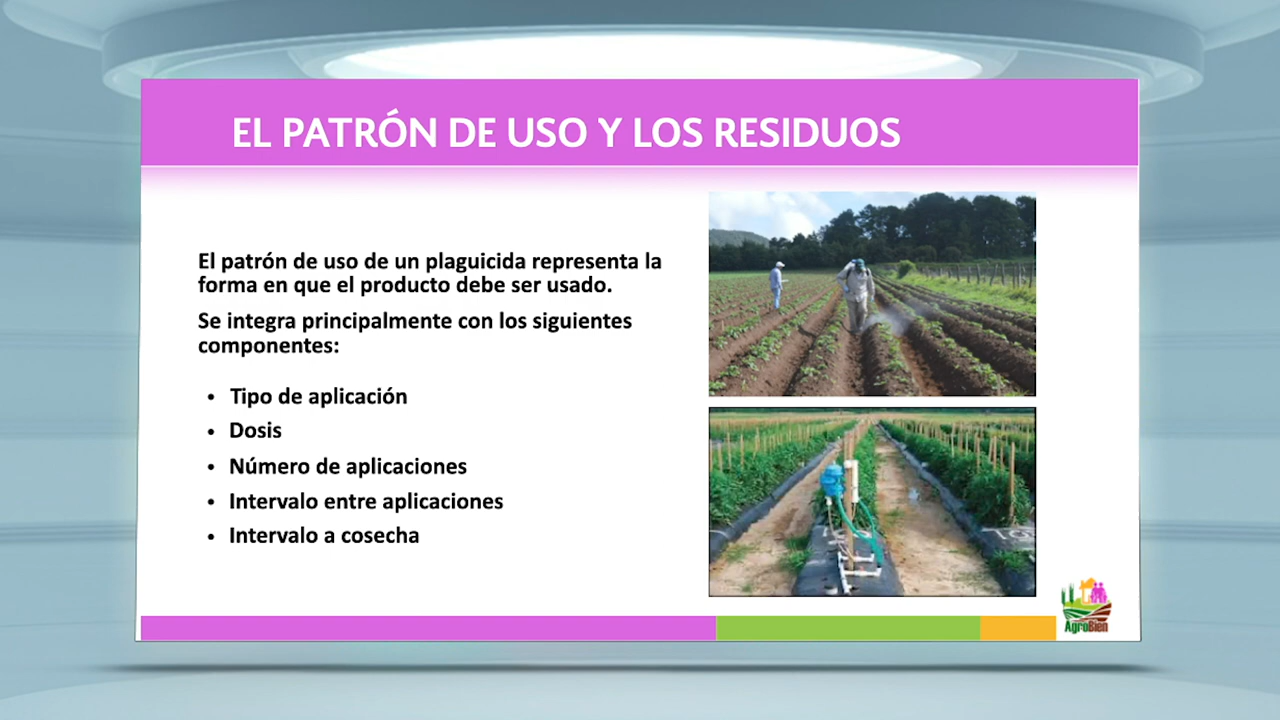 EL PATRÓN DE USO Y LOS RESIDUOS
El patrón de uso de un plaguicida representa la
forma en que el producto debe ser usado.
Se integra principalmente con los siguientes
componentes:
• Tipo de aplicación
• Dosis
• Número de aplicaciones
• Intervalo entre aplicaciones
• Intervalo a cosecha
AgroBien